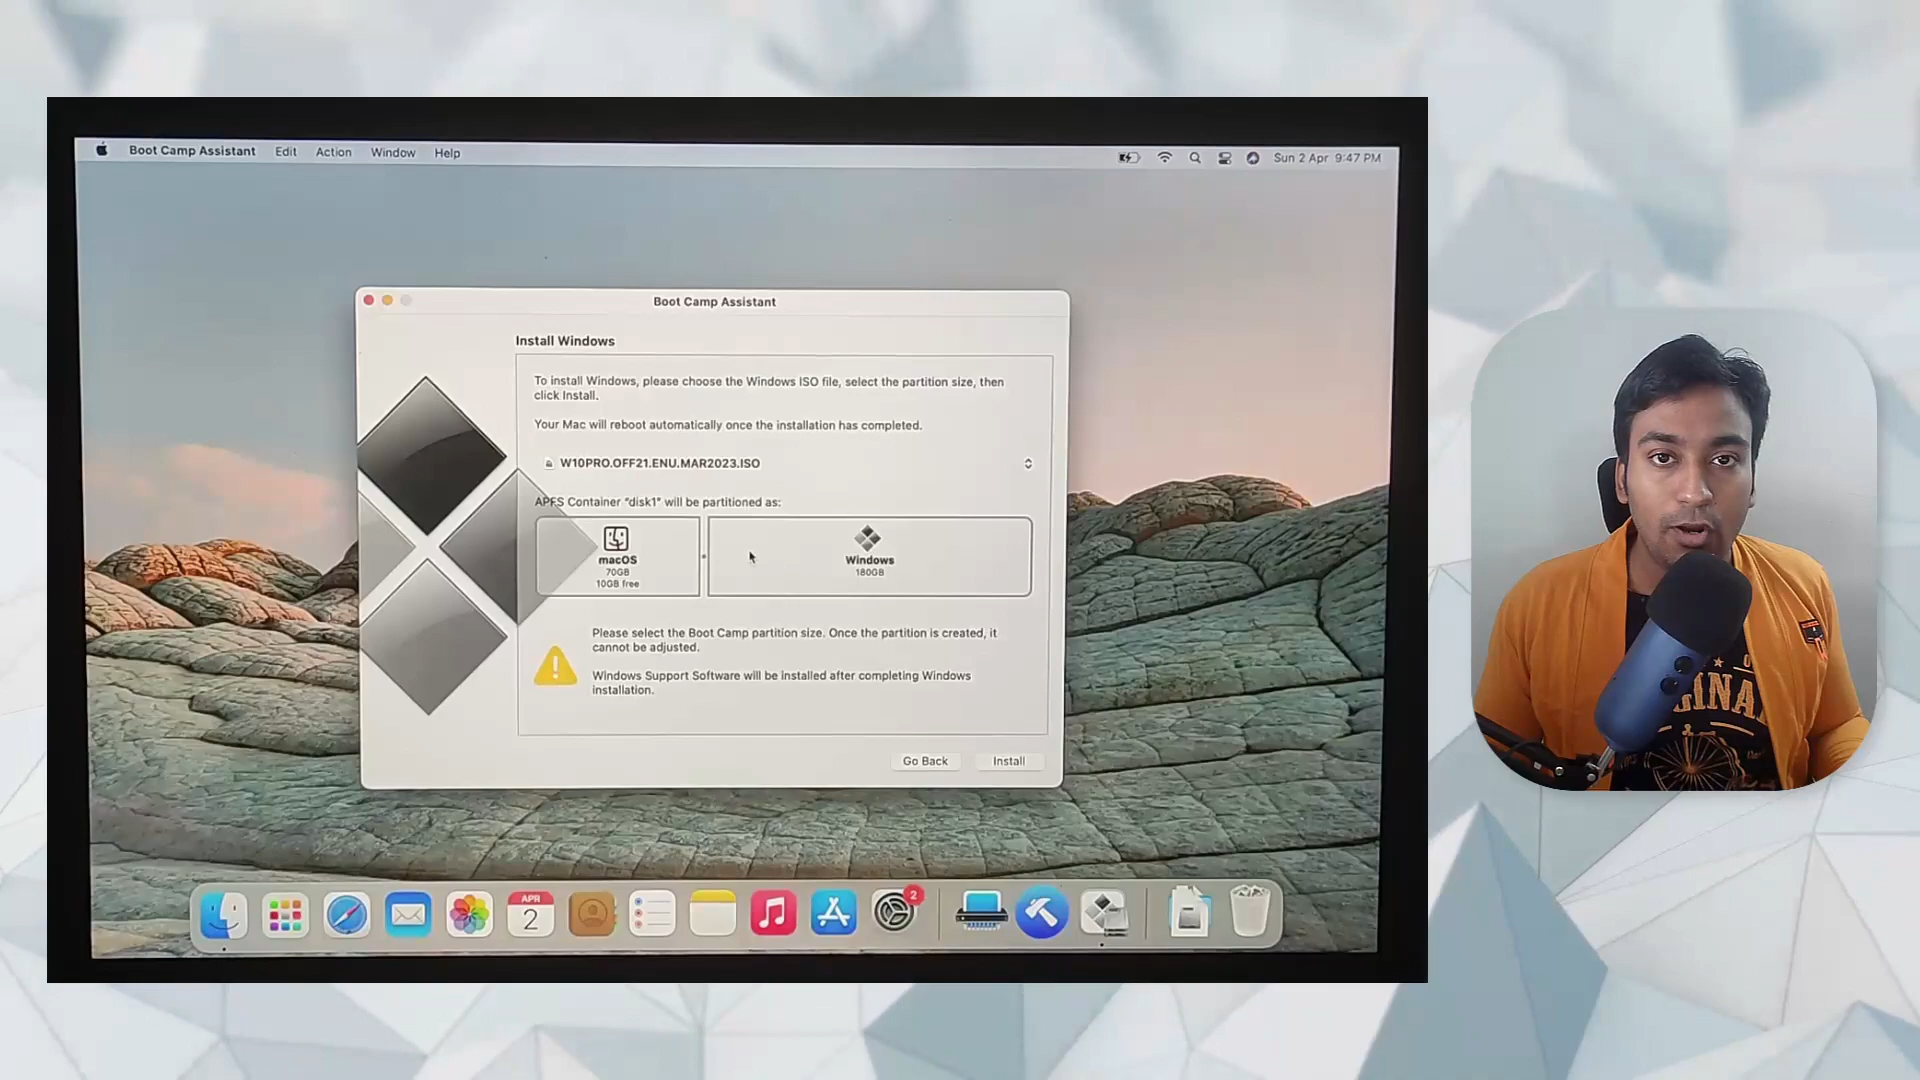 Boot Camp Assistant Edit Action Window Help
Sun 2 Apr 9:47 PM
Boot Camp Assistant
Install Windows
To install Windows, please choose the Windows ISO file, select the partition size, then
click Install.
Your Mac will reboot automatically once the installation has completed.
W10PRO.OFF21.ENU.MAR2023.ISO
APFS Container "disk1" will be partitioned as:
macOS
70GB
10GB free
Windows
180GB
Please select the Boot Camp partition size. Once the partition is created, it
cannot be adjusted.
Windows Support Software will be installed after completing Windows
installation.
Go Back
Install
APR
2
2